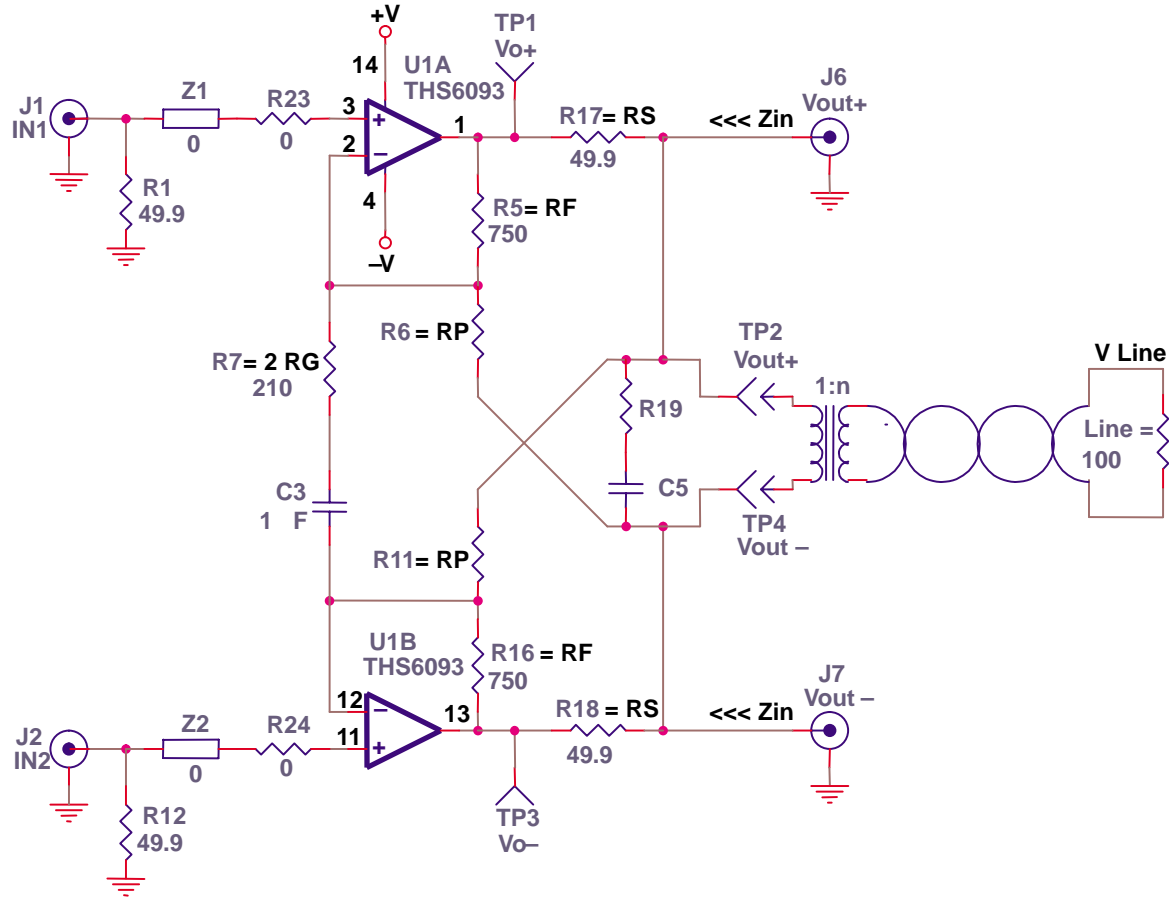 +V
TP1
Vo+
14
U1A
THS6093
J6
Vout+
J1
IN1
Z1
0
R23
0
3
+
2
–
1
R17= RS
49.9
<<< Zin
R1
49.9
4
–V
R5= RF
750
R6 = RP
TP2
Vout+
V Line
R7= 2 RG
210
1:n
R19
Line =
100
C3
1 F
C5
TP4
Vout –
R11= RP
U1B
THS6093
R16 = RF
750
J7
Vout –
12
–
11
+
13
R18 = RS
49.9
<<< Zin
J2
IN2
Z2
0
R24
0
R12
49.9
TP3
Vo–